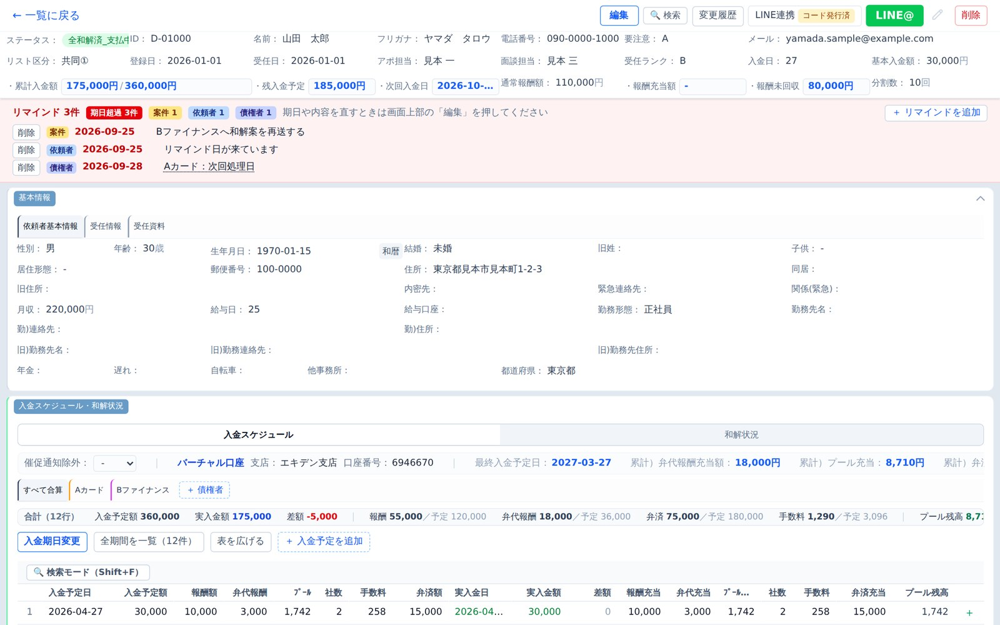 ← 一覧に戻る 編集 🔍 検索 変更履歴 LINE連携 コード発行済 LINE@ 削除
ステータス： 全和解済_支払中 ID： D-01000 名前： 山田　太郎 フリガナ： ヤマダ　タロウ 電話番号： 090-0000-1000 要注意： A メール： yamada.sample@example.com
リスト区分： 共同① 登録日： 2026-01-01 受任日： 2026-01-01 アポ担当： 見本 一 面談担当： 見本 三 受任ランク： B 入金日： 27 基本入金額： 30,000円
・累計入金額 175,000円 / 360,000円 ・残入金予定 185,000円 ・次回入金日 2026-10-… 通常報酬額： 110,000円 ・報酬充当額 - ・報酬未回収 80,000円 分割数： 10回
リマインド 3件 期日超過 3件 案件 1 依頼者 1 債権者 1 期日や内容を直すときは画面上部の「編集」を押してください ＋ リマインドを追加
削除 案件 2026-09-25 Bファイナンスへ和解案を再送する
削除 依頼者 2026-09-25 リマインド日が来ています
削除 債権者 2026-09-28 Aカード：次回処理日
基本情報
依頼者基本情報 受任情報 受任資料
性別： 男 年齢： 30歳 生年月日： 1970-01-15 和暦 結婚： 未婚 旧姓： 子供： -
居住形態： - 郵便番号： 100-0000 住所： 東京都見本市見本町1-2-3 同居：
旧住所： 内密先： 緊急連絡先： 関係(緊急)：
月収： 220,000円 給与日： 25 給与口座： 勤務形態： 正社員 勤務先名：
勤)連絡先： 勤)住所：
旧)勤務先名： 旧)勤務連絡先： 旧)勤務先住所：
年金： 遅れ： 自転車： 他事務所： 都道府県： 東京都
入金スケジュール・和解状況
入金スケジュール 和解状況
催促通知除外： - バーチャル口座 支店： エキデン支店 口座番号： 6946670 最終入金予定日： 2027-03-27 累計）弁代報酬充当額： 18,000円 累計）プール充当： 8,710円 累計）弁済
すべて合算 Aカード Bファイナンス ＋ 債権者
合計（12行） 入金予定額 360,000 実入金額 175,000 差額 -5,000 報酬 55,000／予定 120,000 弁代報酬 18,000／予定 36,000 弁済 75,000／予定 180,000 手数料 1,290／予定 3,096 プール残高 8,71
入金期日変更 全期間を一覧（12件） 表を広げる ＋ 入金予定を追加
🔍 検索モード（Shift+F）
入金予定日 入金予定額 報酬額 弁代報酬 ﾌﾟｰﾙ 社数 手数料 弁済額 実入金日 実入金額 差額 報酬充当 弁代充当 ﾌﾟｰﾙ… 社数 手数料 弁済充当 プール残高
1 2026-04-27 30,000 10,000 3,000 1,742 2 258 15,000 2026-04… 30,000 0 10,000 3,000 1,742 2 258 15,000 1,742 +